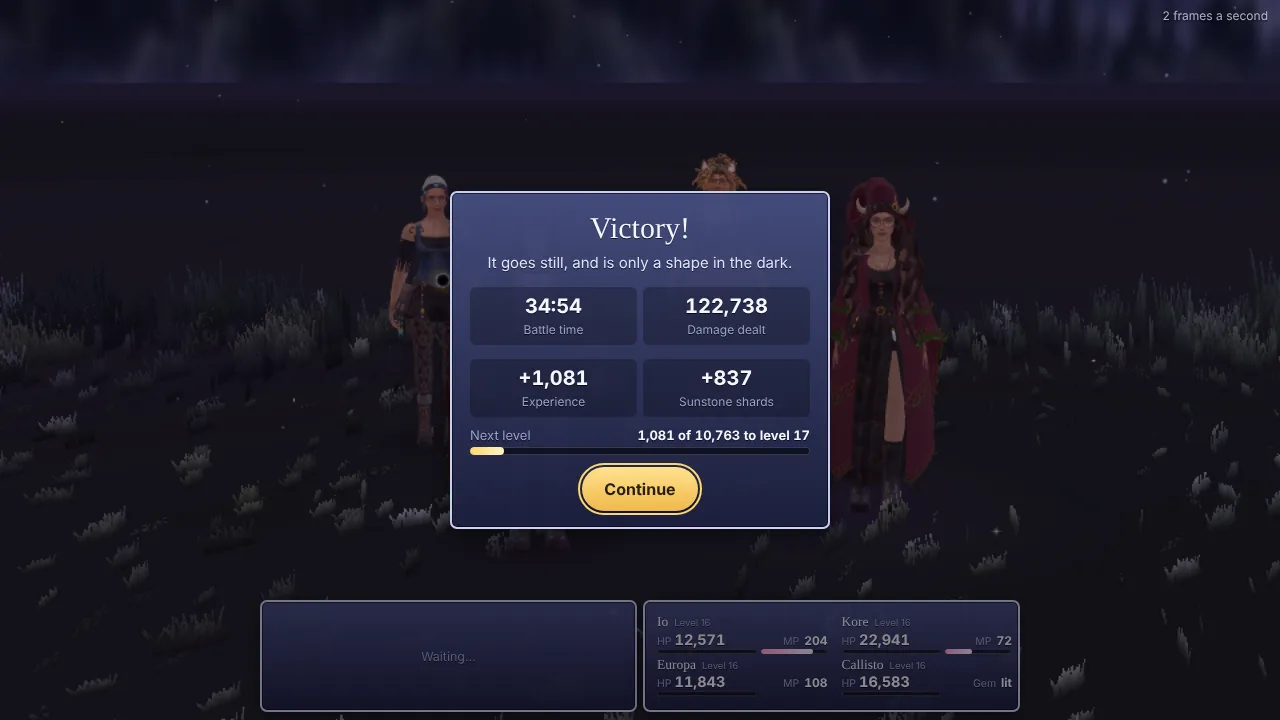 2 frames a second
Victory!
It goes still, and is only a shape in the dark.
34:54
Battle time
122,738
Damage dealt
+1,081
Experience
+837
Sunstone shards
Next level
1,081 of 10,763 to level 17
Continue
Waiting...
Io Level 16
HP 12,571 MP 204
Kore Level 16
HP 22,941 MP 72
Europa Level 16
HP 11,843 MP 108
Callisto Level 16
HP 16,583 Gem lit